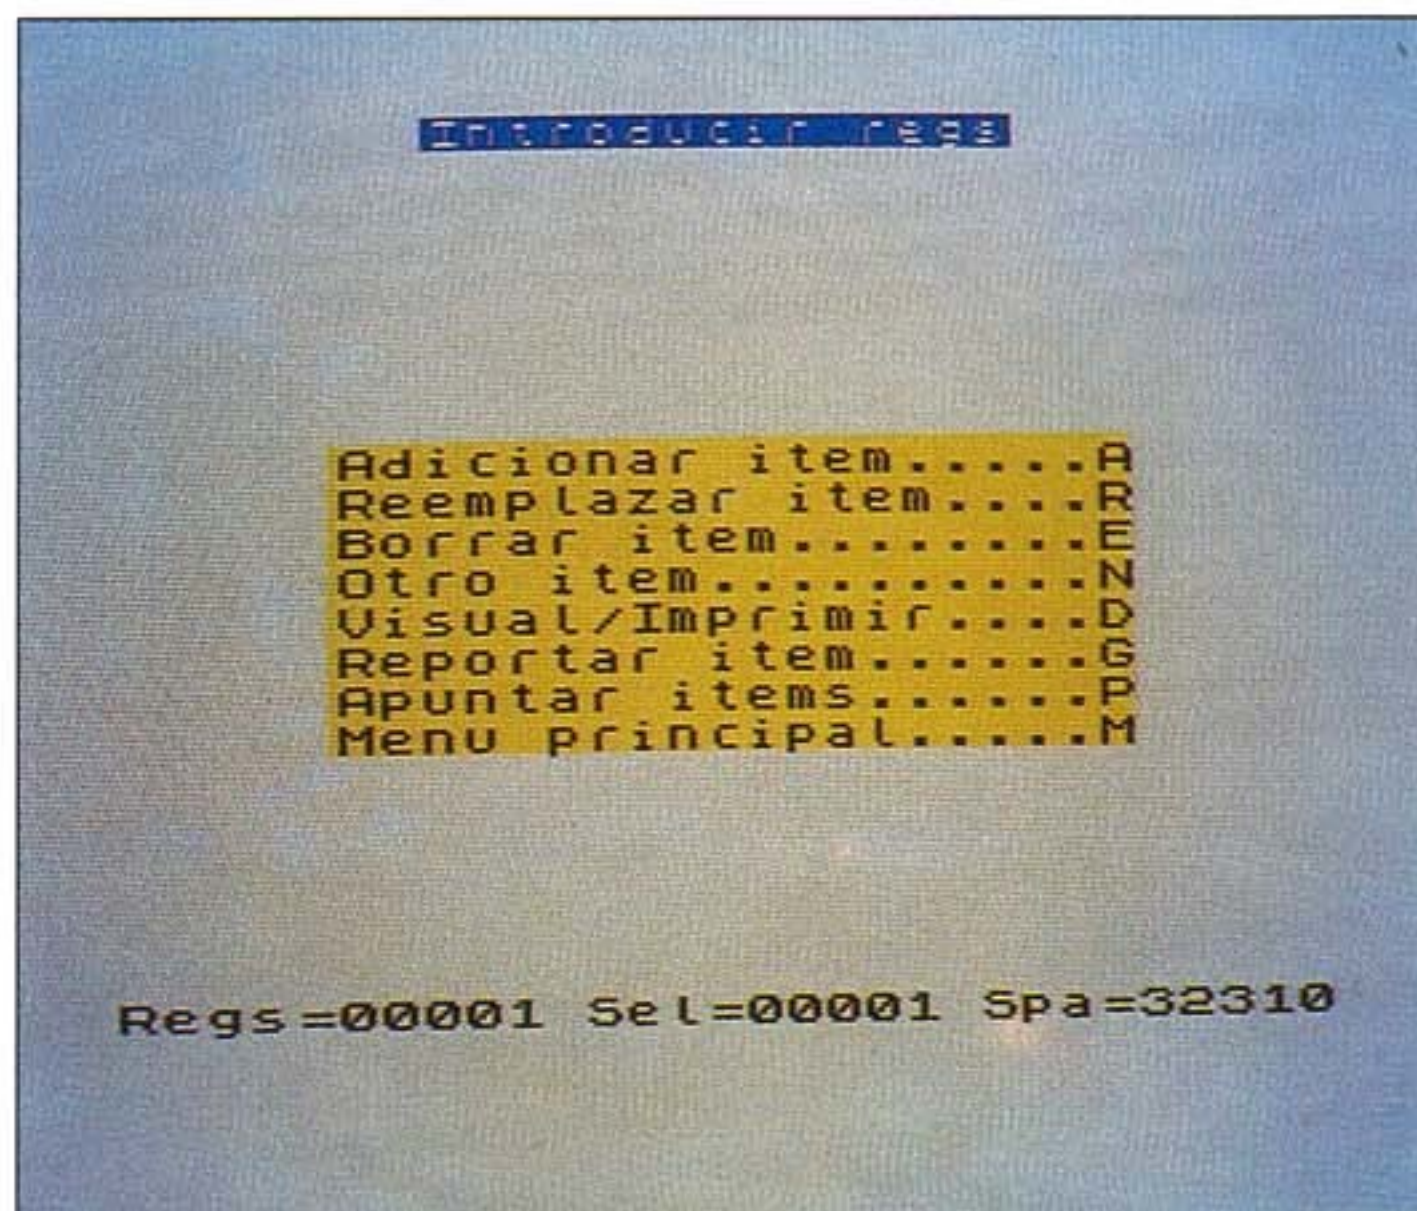 Introducir regs
Adicionar item.....A
Reemplazar item....R
Borrar item........E
Otro item..........N
Visual/Imprimir....D
Reportar item......G
Apuntar items......P
Menu principal.....M
Regs=00001 Sel=00001 Spa=32310